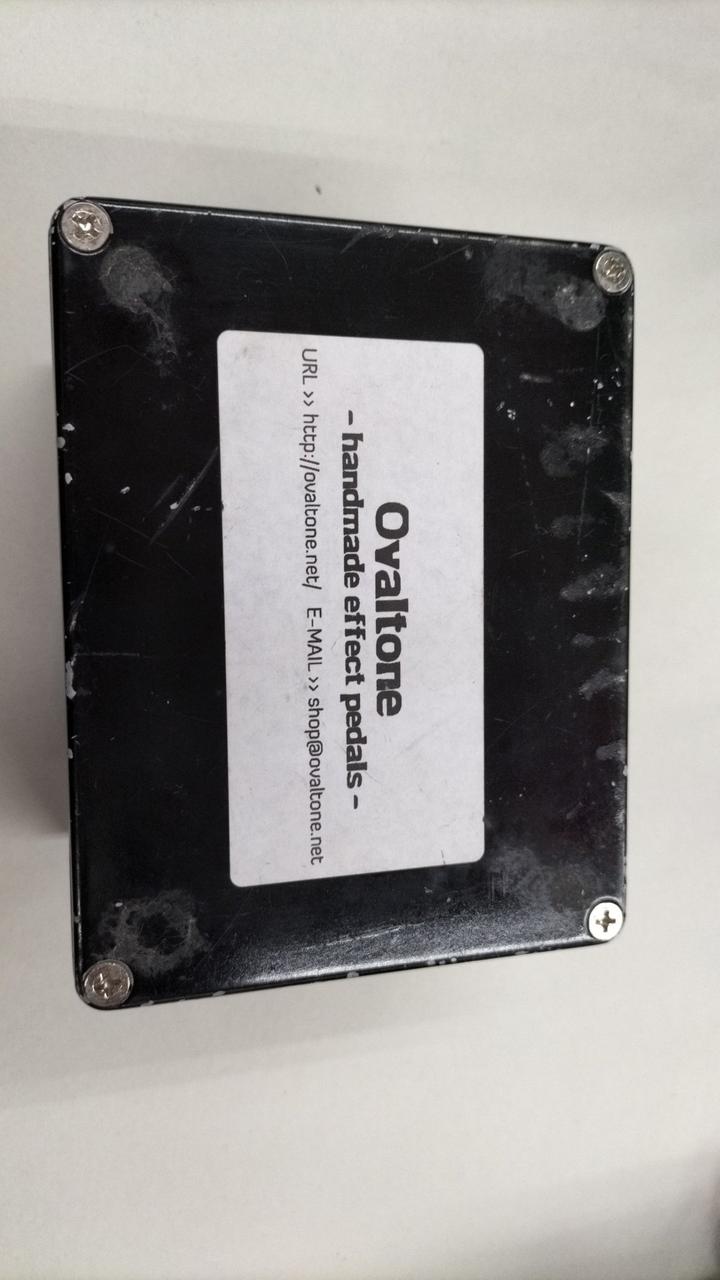 Ovaltone
- handmade effect pedals -
URL >> http://ovaltone.net/ E-MAIL >> shop@ovaltone.net